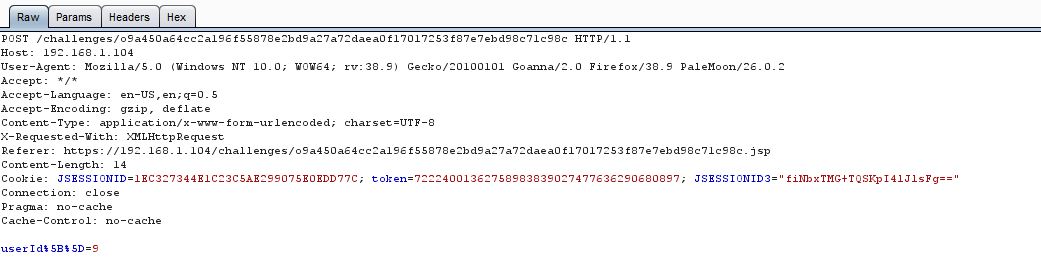 Raw Params Headers Hex
POST /challenges/o9a450a64cc2a196f55878e2bd9a27a72daea0f17017253f87e7ebd98c71c98c HTTP/1.1
Host: 192.168.1.104
User-Agent: Mozilla/5.0 (Windows NT 10.0; WOW64; rv:38.9) Gecko/20100101 Goanna/2.0 Firefox/38.9 PaleMoon/26.0.2
Accept: */*
Accept-Language: en-US,en;q=0.5
Accept-Encoding: gzip, deflate
Content-Type: application/x-www-form-urlencoded; charset=UTF-8
X-Requested-With: XMLHttpRequest
Referer: https://192.168.1.104/challenges/o9a450a64cc2a196f55878e2bd9a27a72daea0f17017253f87e7ebd98c71c98c.jsp
Content-Length: 14
Cookie: JSESSIONID=1EC327344E1C23C5AE299075E0EDD77C; token=72224001362758983839027477636290680897; JSESSIONID3="fiNbxTMG+TQSKpI4lJlsFg=="
Connection: close
Pragma: no-cache
Cache-Control: no-cache
userId%5B%5D=9